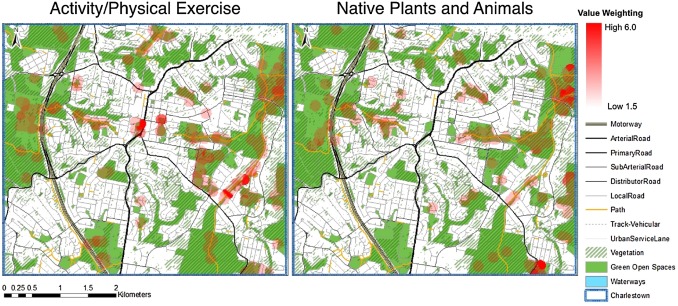 Activity/Physical Exercise
Native Plants and Animals
Value Weighting
High 6.0
Low 1.5
Motorway
ArterialRoad
PrimaryRoad
SubArterialRoad
DistributorRoad
LocalRoad
Path
Track-Vehicular
UrbanServiceLane
Vegetation
Green Open Spaces
Waterways
Charlestown
0 0.25 0.5 1 1.5 2
Kilometers